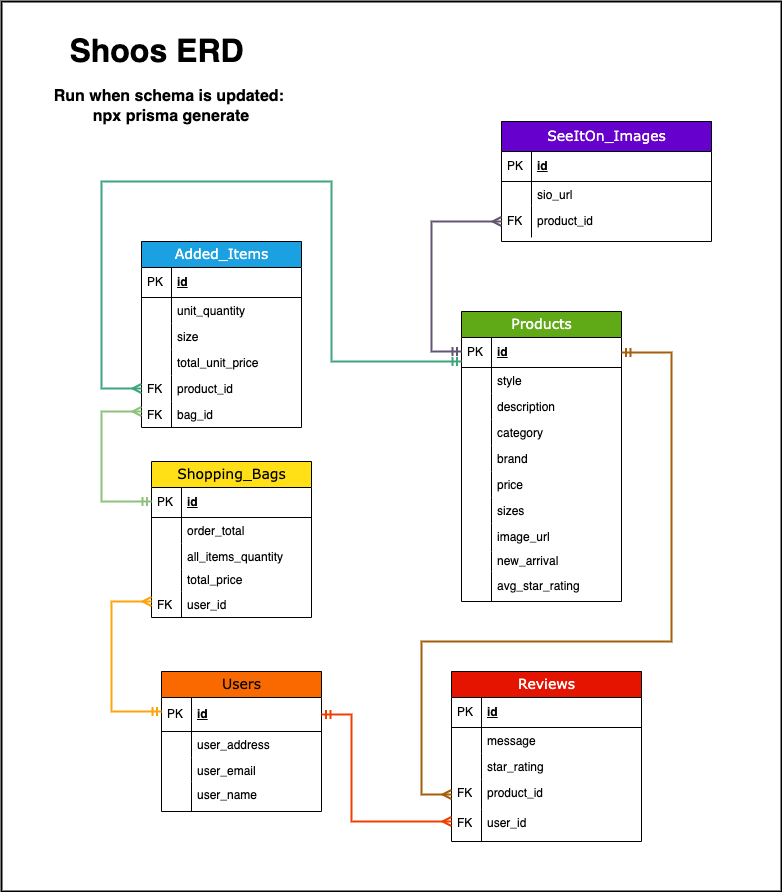 Shoos ERD
Run when schema is updated:
npx prisma generate
SeeItOn_Images
PK id
sio_url
FK product_id
Added_Items
PK id
unit_quantity
size
total_unit_price
FK product_id
FK bag_id
Products
PK id
style
description
category
brand
price
sizes
image_url
new_arrival
avg_star_rating
Shopping_Bags
PK id
order_total
all_items_quantity
total_price
FK user_id
Users
PK id
user_address
user_email
user_name
Reviews
PK id
message
star_rating
FK product_id
FK user_id